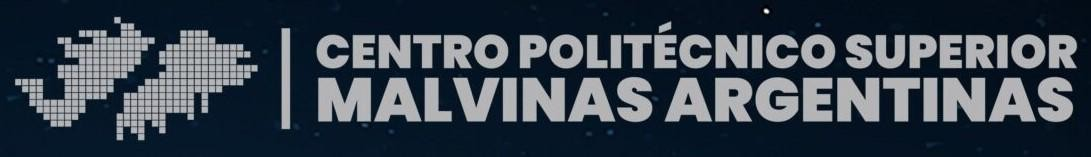 CENTRO POLITÉCNICO SUPERIOR
MALVINAS ARGENTINAS